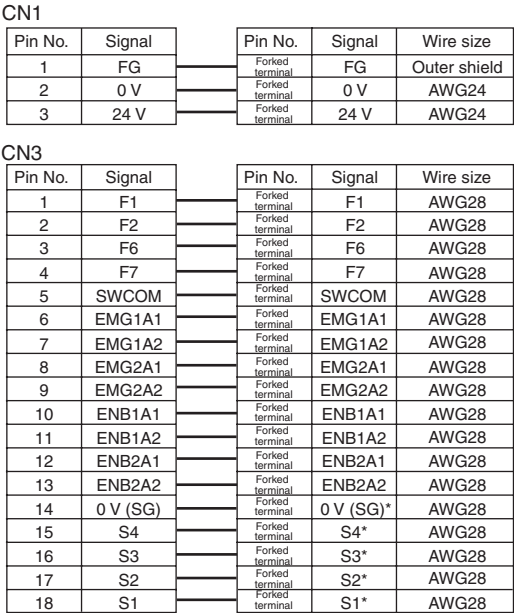 CN1
Pin No. Signal Pin No. Signal Wire size
1 FG Forked terminal FG Outer shield
2 0 V Forked terminal 0 V AWG24
3 24 V Forked terminal 24 V AWG24
CN3
Pin No. Signal Pin No. Signal Wire size
1 F1 Forked terminal F1 AWG28
2 F2 Forked terminal F2 AWG28
3 F6 Forked terminal F6 AWG28
4 F7 Forked terminal F7 AWG28
5 SWCOM Forked terminal SWCOM AWG28
6 EMG1A1 Forked terminal EMG1A1 AWG28
7 EMG1A2 Forked terminal EMG1A2 AWG28
8 EMG2A1 Forked terminal EMG2A1 AWG28
9 EMG2A2 Forked terminal EMG2A2 AWG28
10 ENB1A1 Forked terminal ENB1A1 AWG28
11 ENB1A2 Forked terminal ENB1A2 AWG28
12 ENB2A1 Forked terminal ENB2A1 AWG28
13 ENB2A2 Forked terminal ENB2A2 AWG28
14 0 V (SG) Forked terminal 0 V (SG)* AWG28
15 S4 Forked terminal S4* AWG28
16 S3 Forked terminal S3* AWG28
17 S2 Forked terminal S2* AWG28
18 S1 Forked terminal S1* AWG28